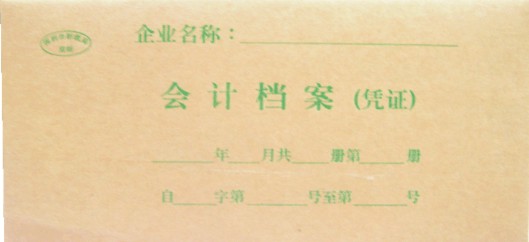 企业名称：
会计档案(凭证)
年 月共 册第 册
自 字第 号至第 号